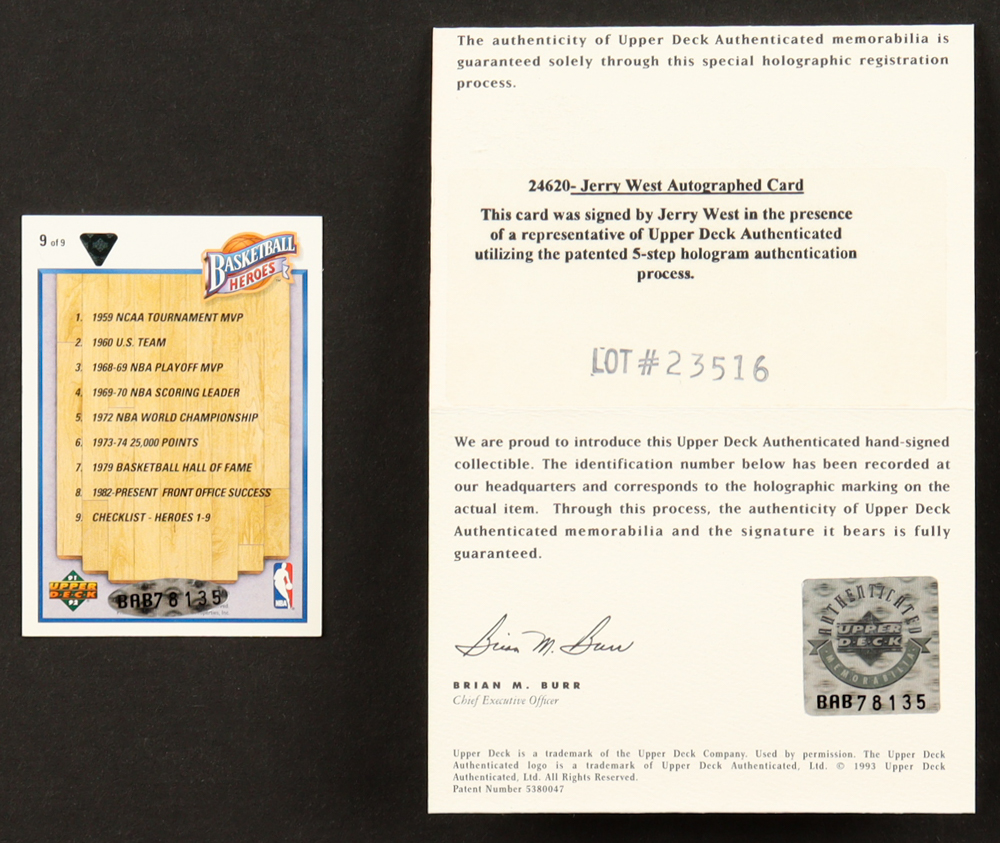 9 of 9
BASKETBALL
HEROES
1. 1959 NCAA TOURNAMENT MVP
2. 1960 U.S. TEAM
3. 1968-69 NBA PLAYOFF MVP
4. 1969-70 NBA SCORING LEADER
5. 1972 NBA WORLD CHAMPIONSHIP
6. 1973-74 25,000 POINTS
7. 1979 BASKETBALL HALL OF FAME
8. 1982-PRESENT FRONT OFFICE SUCCESS
9. CHECKLIST - HEROES 1-9
91
UPPER
D·E·C·K
92
BAB78135
NBA
The authenticity of Upper Deck Authenticated memorabilia is
guaranteed solely through this special holographic registration
process.
24620- Jerry West Autographed Card
This card was signed by Jerry West in the presence
of a representative of Upper Deck Authenticated
utilizing the patented 5-step hologram authentication
process.
LOT # 23516
We are proud to introduce this Upper Deck Authenticated hand-signed
collectible. The identification number below has been recorded at
our headquarters and corresponds to the holographic marking on the
actual item. Through this process, the authenticity of Upper Deck
Authenticated memorabilia and the signature it bears is fully
guaranteed.
Brian M. Burr
BRIAN M. BURR
Chief Executive Officer
AUTHENTICATED
UPPER
D·E·C·K
MEMORABILIA
BAB78135
Upper Deck is a trademark of the Upper Deck Company. Used by permission. The Upper Deck
Authenticated logo is a trademark of Upper Deck Authenticated, Ltd. © 1993 Upper Deck
Authenticated, Ltd. All Rights Reserved.
Patent Number 5380047